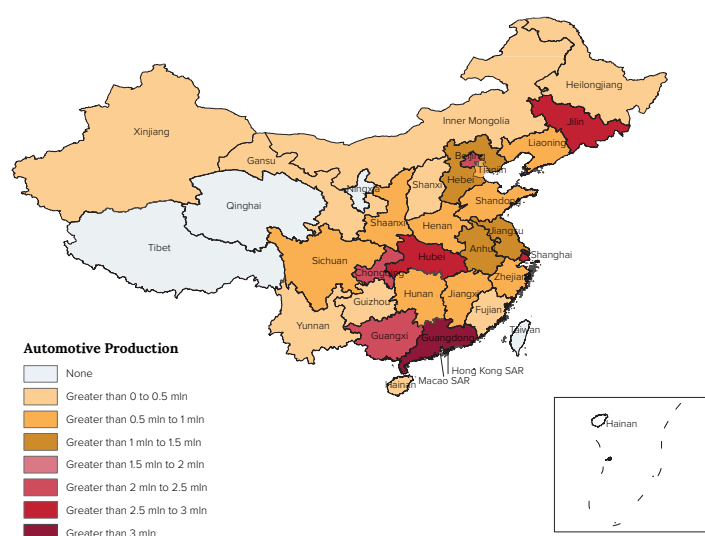 Heilongjiang
Jilin
Inner Mongolia
Xinjiang
Liaoning
Beijing
Gansu
Tianjin
Hebei
Ningxia
Shanxi
Qinghai
Shandong
Shaanxi
Henan
Jiangsu
Tibet
Anhui
Shanghai
Sichuan
Hubei
Chongqing
Zhejiang
Hunan
Jiangxi
Guizhou
Fujian
Yunnan
Guangxi
Guangdong
Taiwan
Hong Kong SAR
Macao SAR
Hainan
Automotive Production
None
Greater than 0 to 0.5 mln
Greater than 0.5 mln to 1 mln
Greater than 1 mln to 1.5 mln
Greater than 1.5 mln to 2 mln
Greater than 2 mln to 2.5 mln
Greater than 2.5 mln to 3 mln
Greater than 3 mln
Hainan